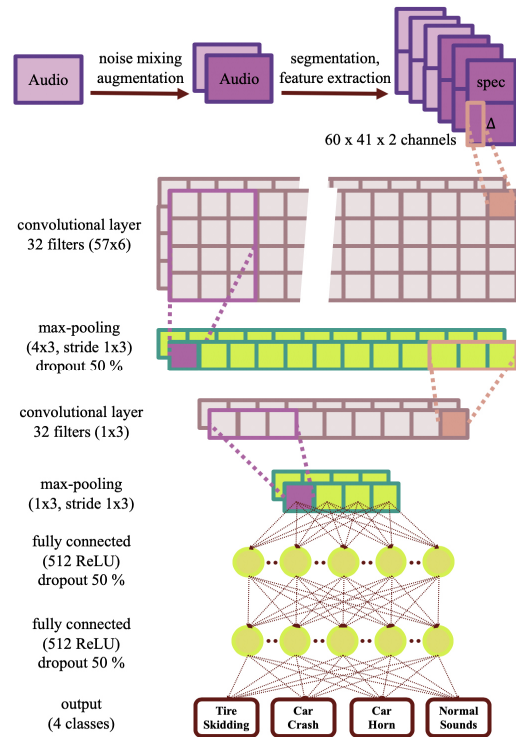 noise mixing
augmentation
segmentation,
feature extraction
Audio
Audio
spec
Δ
60 x 41 x 2 channels
convolutional layer
32 filters (57x6)
max-pooling
(4x3, stride 1x3)
dropout 50 %
convolutional layer
32 filters (1x3)
max-pooling
(1x3, stride 1x3)
fully connected
(512 ReLU)
dropout 50 %
fully connected
(512 ReLU)
dropout 50 %
output
(4 classes)
Tire
Skidding
Car
Crash
Car
Horn
Normal
Sounds